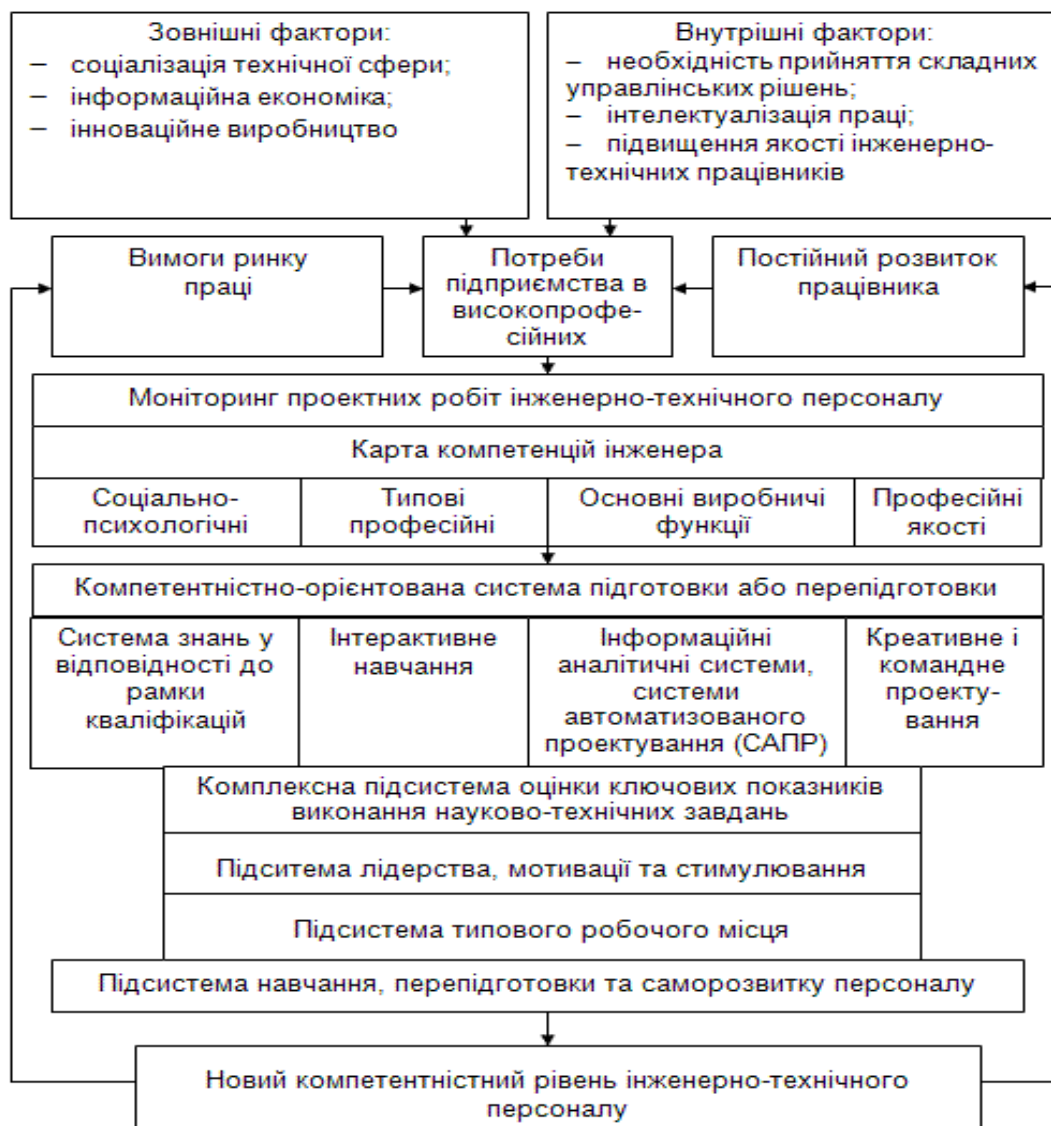 Зовнішні фактори:
– соціалізація технічної сфери;
– інформаційна економіка;
– інноваційне виробництво
Внутрішні фактори:
– необхідність прийняття складних
управлінських рішень;
– інтелектуалізація праці;
– підвищення якості інженерно-
технічних працівників
Вимоги ринку
праці
Потреби
підприємства в
високопрофе-
сійних
Постійний розвиток
працівника
Моніторинг проектних робіт інженерно-технічного персоналу
Карта компетенцій інженера
Соціально-
психологічні
Типові
професійні
Основні виробничі
функції
Професійні
якості
Компетентністно-орієнтована система підготовки або перепідготовки
Система знань у
відповідності до
рамки
кваліфікацій
Інтерактивне
навчання
Інформаційні
аналітичні системи,
системи
автоматизованого
проектування (САПР)
Креативне і
командне
проекту-
вання
Комплексна підсистема оцінки ключових показників
виконання науково-технічних завдань
Підситема лідерства, мотивації та стимулювання
Підсистема типового робочого місця
Підсистема навчання, перепідготовки та саморозвитку персоналу
Новий компетентністний рівень інженерно-технічного
персоналу